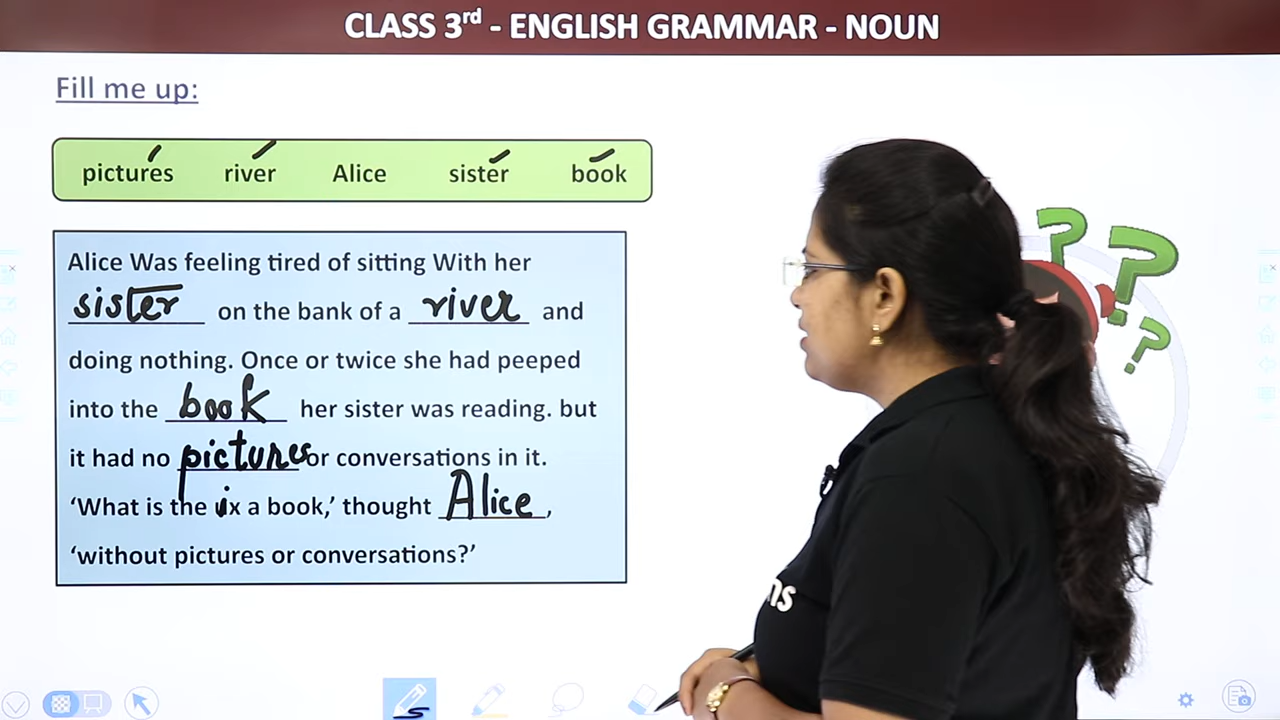 CLASS 3rd - ENGLISH GRAMMAR - NOUN
Fill me up:
pictures river Alice sister book
Alice Was feeling tired of sitting With her
sister on the bank of a river and
doing nothing. Once or twice she had peeped
into the book her sister was reading. but
it had no pictures or conversations in it.
‘What is the ix a book,’ thought Alice,
‘without pictures or conversations?’
? ? ?
ns